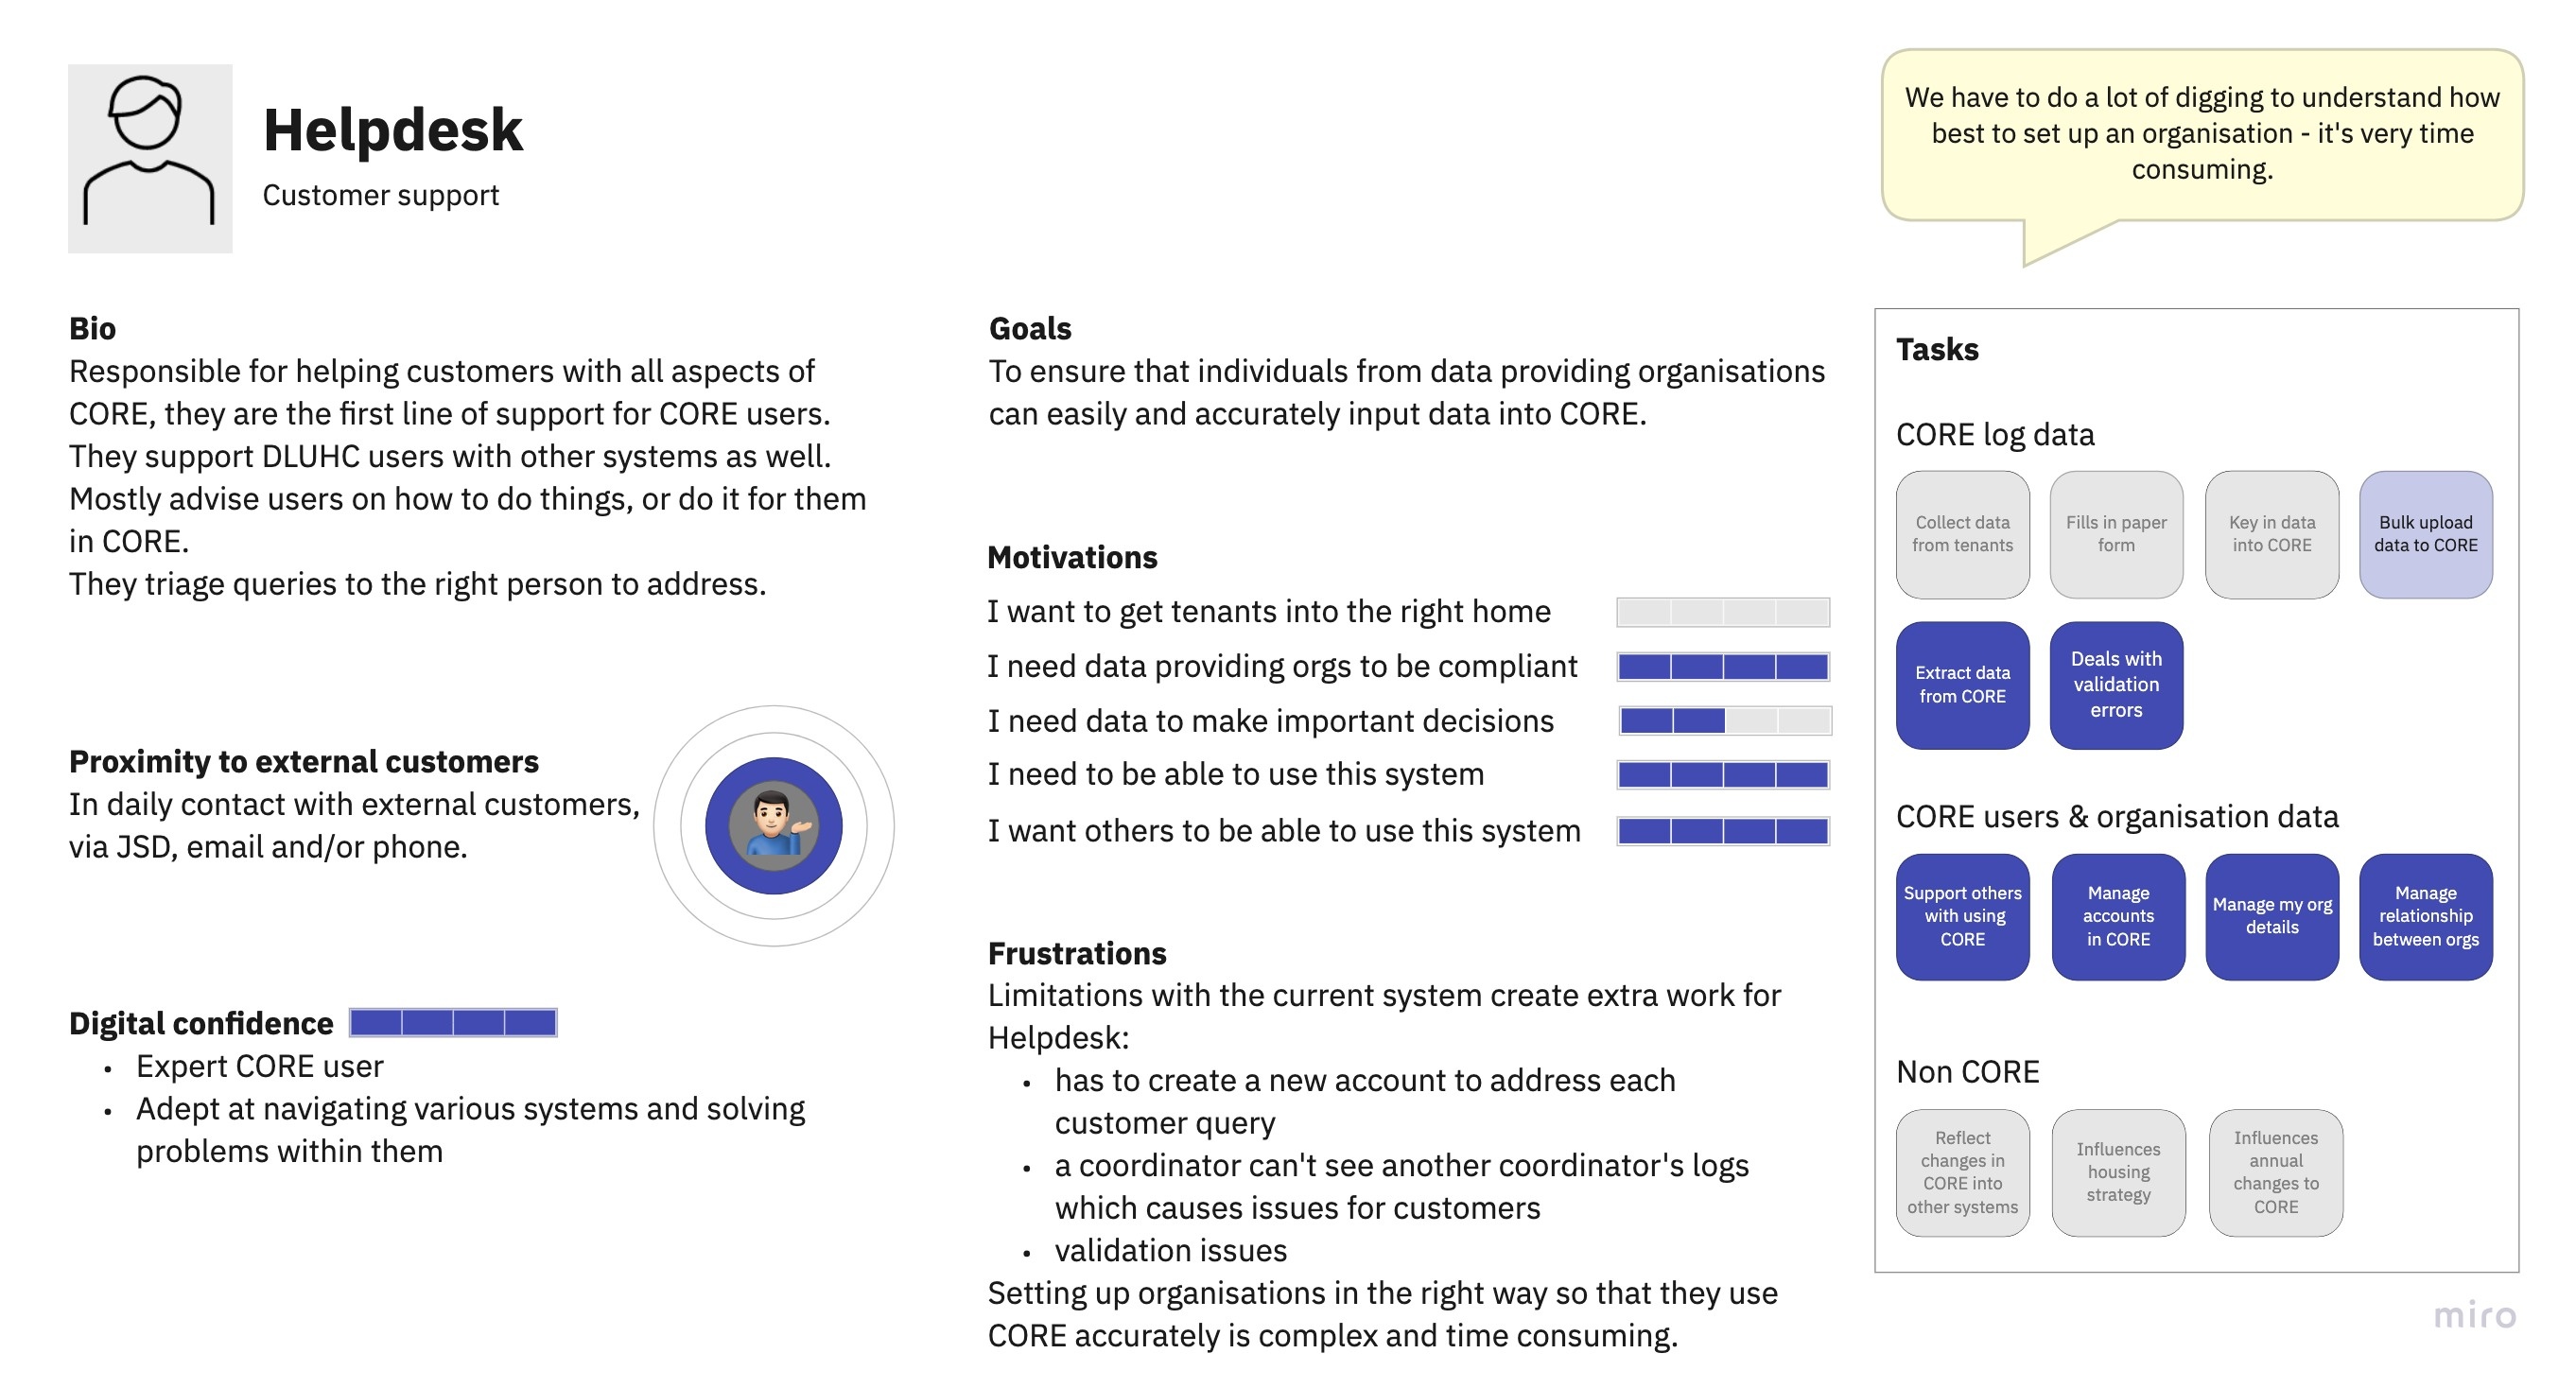 Helpdesk
Customer support
We have to do a lot of digging to understand how
best to set up an organisation - it's very time
consuming.
Bio
Responsible for helping customers with all aspects of
CORE, they are the first line of support for CORE users.
They support DLUHC users with other systems as well.
Mostly advise users on how to do things, or do it for them
in CORE.
They triage queries to the right person to address.
Proximity to external customers
In daily contact with external customers,
via JSD, email and/or phone.
Digital confidence
• Expert CORE user
• Adept at navigating various systems and solving
problems within them
Goals
To ensure that individuals from data providing organisations
can easily and accurately input data into CORE.
Motivations
I want to get tenants into the right home
I need data providing orgs to be compliant
I need data to make important decisions
I need to be able to use this system
I want others to be able to use this system
Frustrations
Limitations with the current system create extra work for
Helpdesk:
• has to create a new account to address each
customer query
• a coordinator can't see another coordinator's logs
which causes issues for customers
• validation issues
Setting up organisations in the right way so that they use
CORE accurately is complex and time consuming.
Tasks
CORE log data
Collect data
from tenants
Fills in paper
form
Key in data
into CORE
Bulk upload
data to CORE
Extract data
from CORE
Deals with
validation
errors
CORE users & organisation data
Support others
with using
CORE
Manage
accounts
in CORE
Manage my org
details
Manage
relationship
between orgs
Non CORE
Reflect
changes in
CORE into
other systems
Influences
housing
strategy
Influences
annual
changes to
CORE
miro